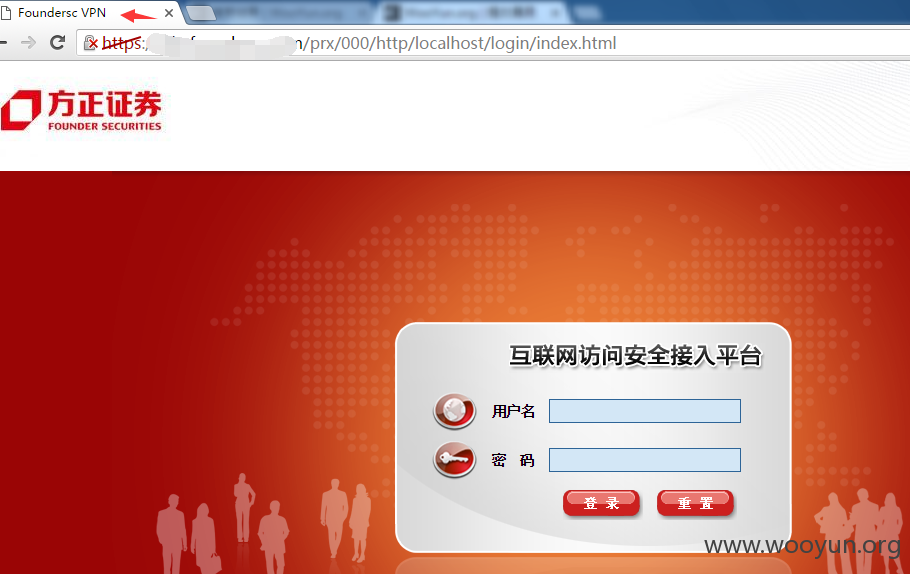 Foundersc VPN
https:
/prx/000/http/localhost/login/index.html
方正证券
FOUNDER SECURITIES
互联网访问安全接入平台
用户名
密 码
登 录 重 置
www.wooyun.org